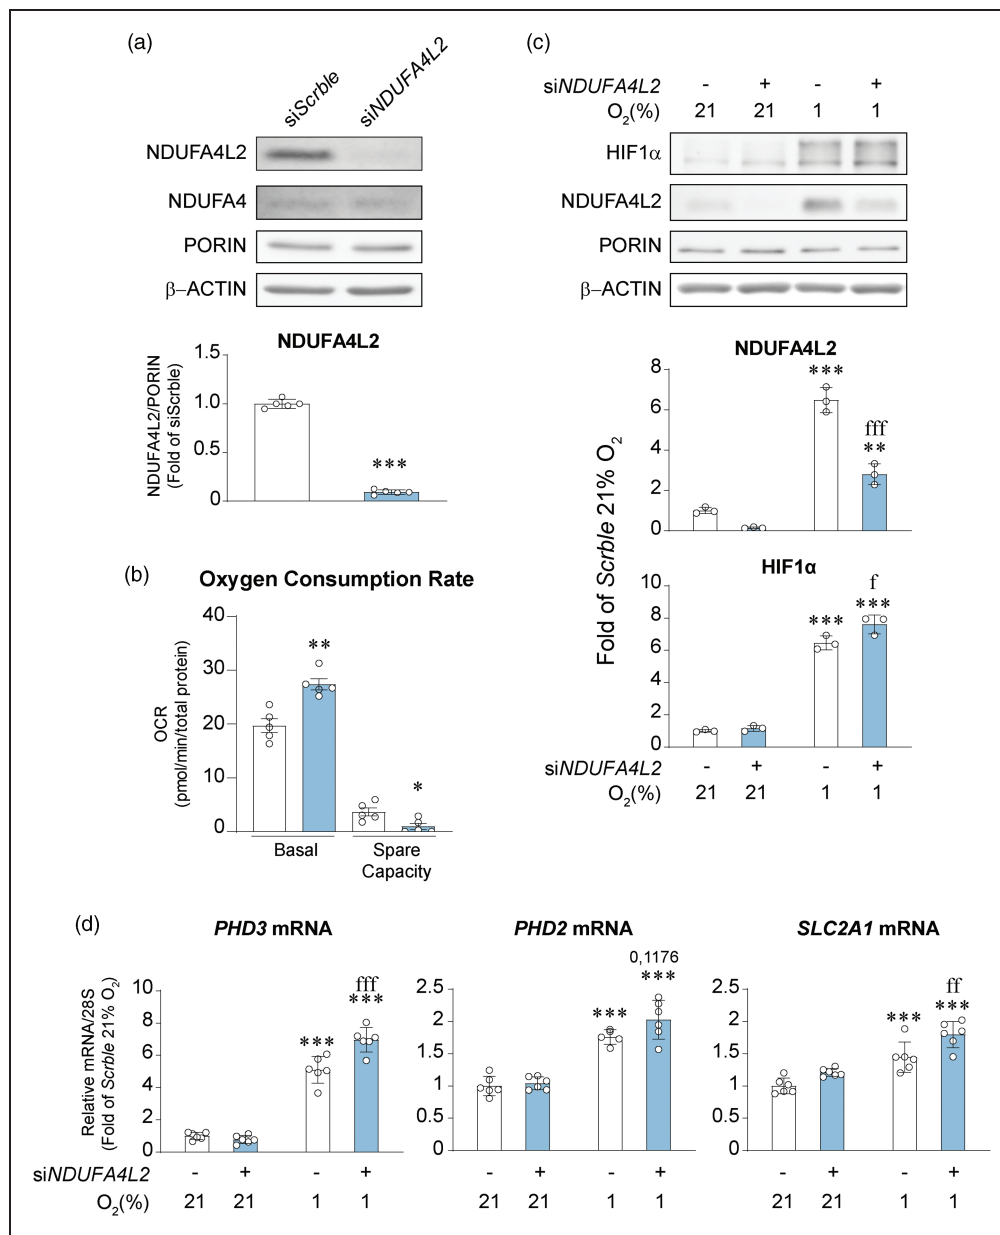 (a)
siScrble
siNDUFA4L2
NDUFA4L2
NDUFA4
PORIN
β–ACTIN
NDUFA4L2
NDUFA4L2/PORIN
(Fold of siScrble)
1.5
1.0
0.5
0
***
(b)
Oxygen Consumption Rate
OCR
(pmol/min/total protein)
40
30
20
10
0
**
*
Basal
Spare
Capacity
(c)
siNDUFA4L2 - + - +
O2(%) 21 21 1 1
HIF1α
NDUFA4L2
PORIN
β–ACTIN
Fold of Scrble 21% O2
NDUFA4L2
8
6
4
2
0
***
fff
**
HIF1α
10
8
6
4
2
0
***
f
***
siNDUFA4L2 - + - +
O2(%) 21 21 1 1
(d)
PHD3 mRNA
Relative mRNA/28S
(Fold of Scrble 21% O2)
10
8
6
4
2
0
***
fff
***
siNDUFA4L2 - + - +
O2(%) 21 21 1 1
PHD2 mRNA
2.5
2
1.5
1
0.5
0
***
0,1176
***
- + - +
21 21 1 1
SLC2A1 mRNA
2.5
2
1.5
1
0.5
0
***
ff
***
- + - +
21 21 1 1